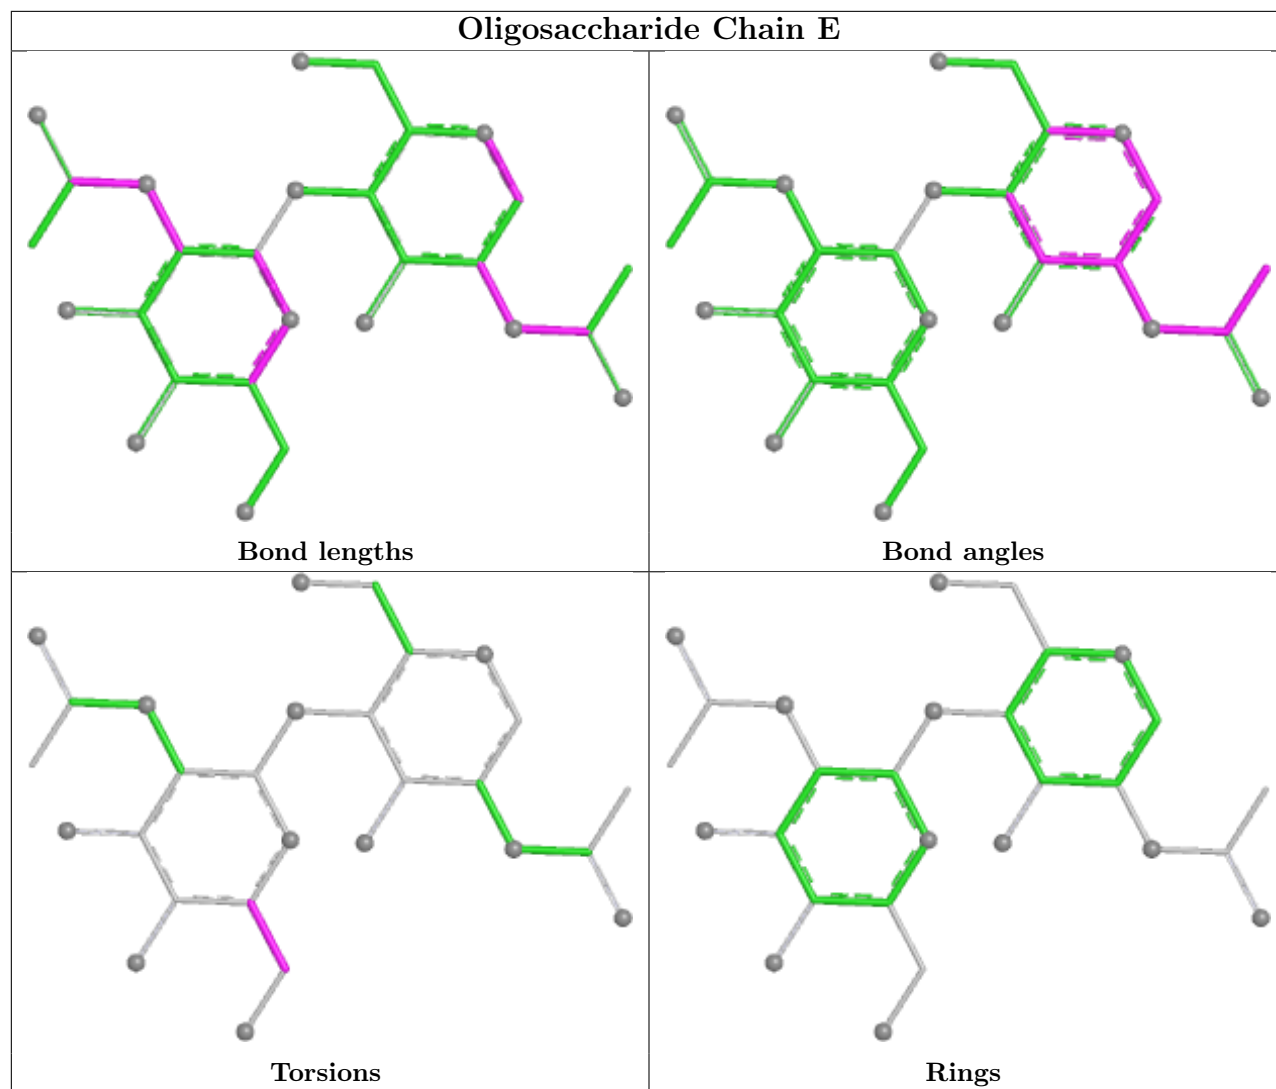 Oligosaccharide Chain E
Bond lengths
Bond angles
Torsions
Rings